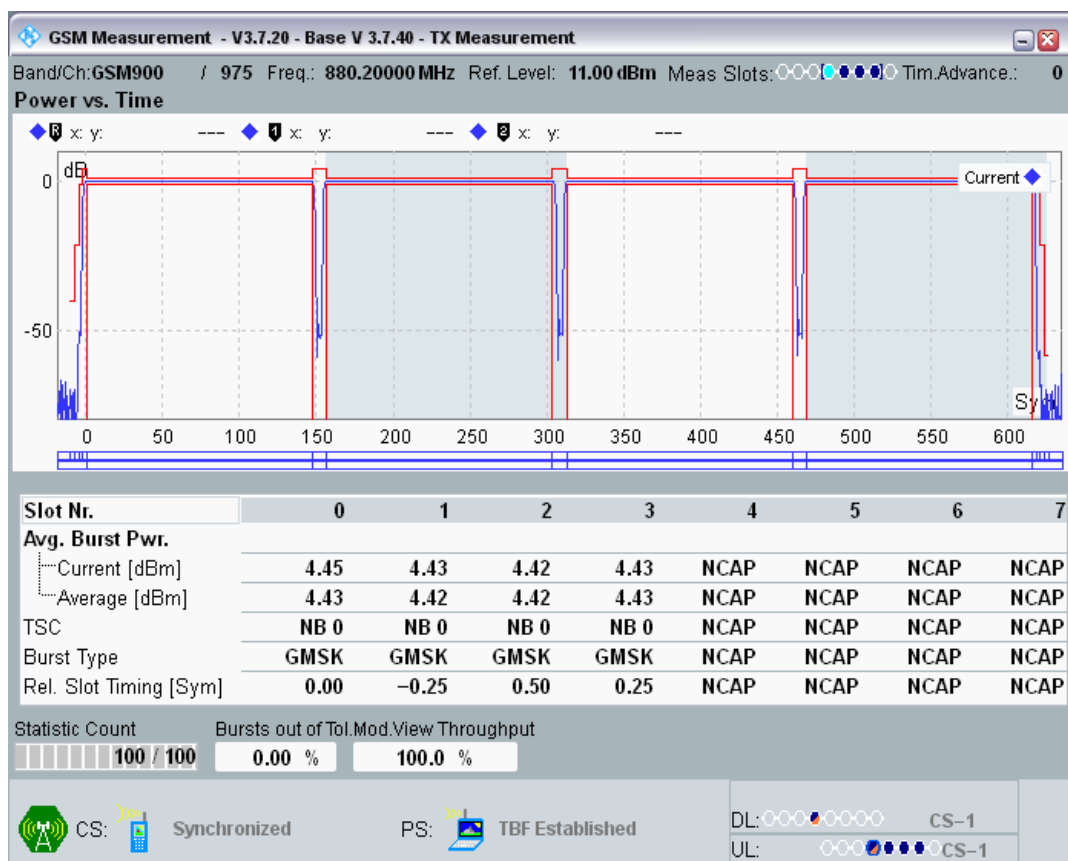 GSM Measurement - V3.7.20 - Base V 3.7.40 - TX Measurement
Band/Ch:GSM900 / 975 Freq.: 880.20000 MHz Ref. Level: 11.00 dBm Meas Slots: Tim.Advance.: 0
Power vs. Time
R x: y: --- 1 x: y: --- 2 x: y: ---
dB
Current
0
-50
Sym
0 50 100 150 200 250 300 350 400 450 500 550 600
Slot Nr. 0 1 2 3 4 5 6 7
Avg. Burst Pwr.
Current [dBm] 4.45 4.43 4.42 4.43 NCAP NCAP NCAP NCAP
Average [dBm] 4.43 4.42 4.42 4.43 NCAP NCAP NCAP NCAP
TSC NB 0 NB 0 NB 0 NB 0 NCAP NCAP NCAP NCAP
Burst Type GMSK GMSK GMSK GMSK NCAP NCAP NCAP NCAP
Rel. Slot Timing [Sym] 0.00 −0.25 0.50 0.25 NCAP NCAP NCAP NCAP
Statistic Count Bursts out of Tol. Mod.View Throughput
100 / 100 0.00 % 100.0 %
CS: Synchronized PS: TBF Established
DL: CS−1
UL: CS−1